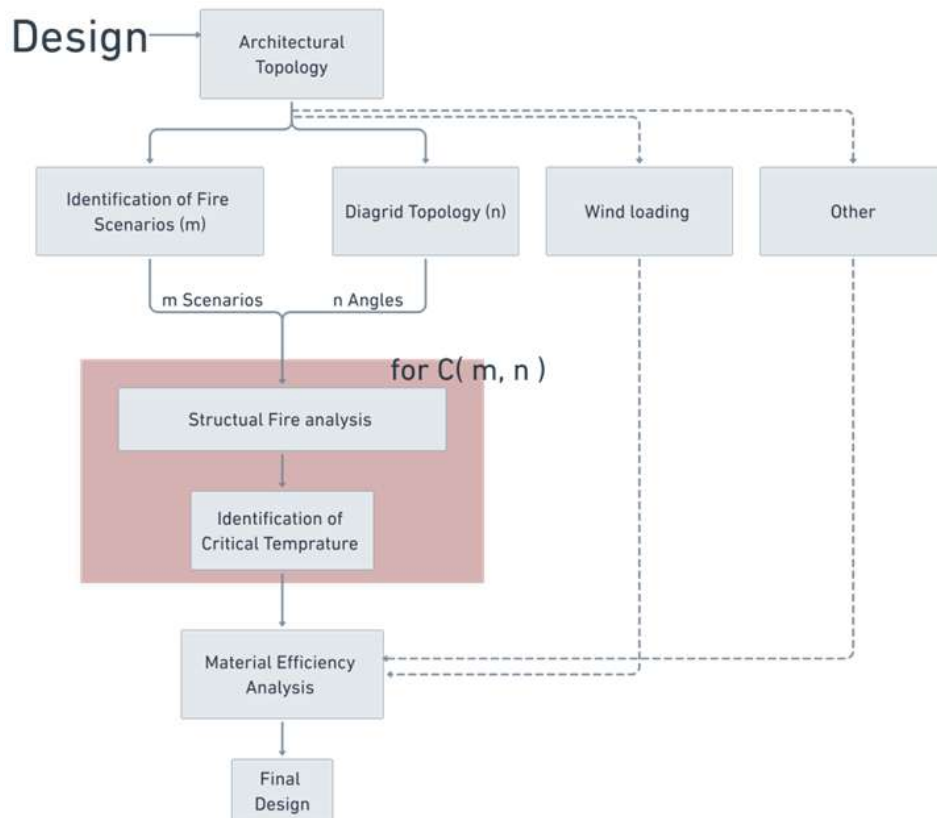 Design
Architectural
Topology
Identification of Fire
Scenarios (m)
Diagrid Topology (n)
Wind loading
Other
m Scenarios
n Angles
for C( m, n )
Structual Fire analysis
Identification of
Critical Temprature
Material Efficiency
Analysis
Final
Design